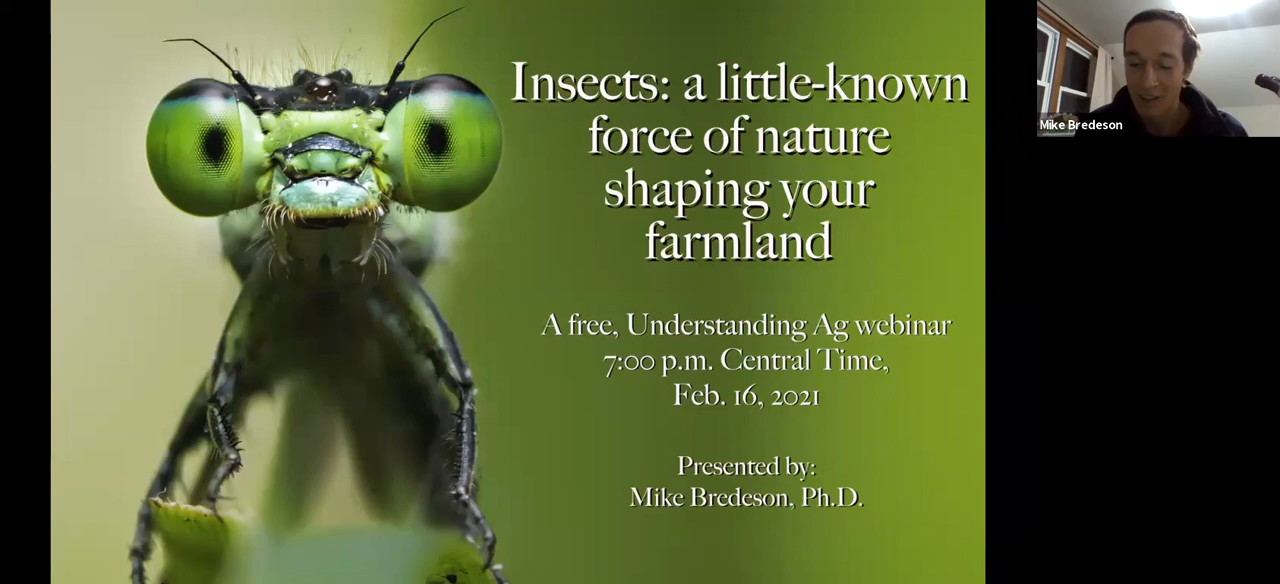 Insects: a little-known
force of nature
shaping your
farmland
A free, Understanding Ag webinar
7:00 p.m. Central Time,
Feb. 16, 2021
Presented by:
Mike Bredeson, Ph.D.
Mike Bredeson